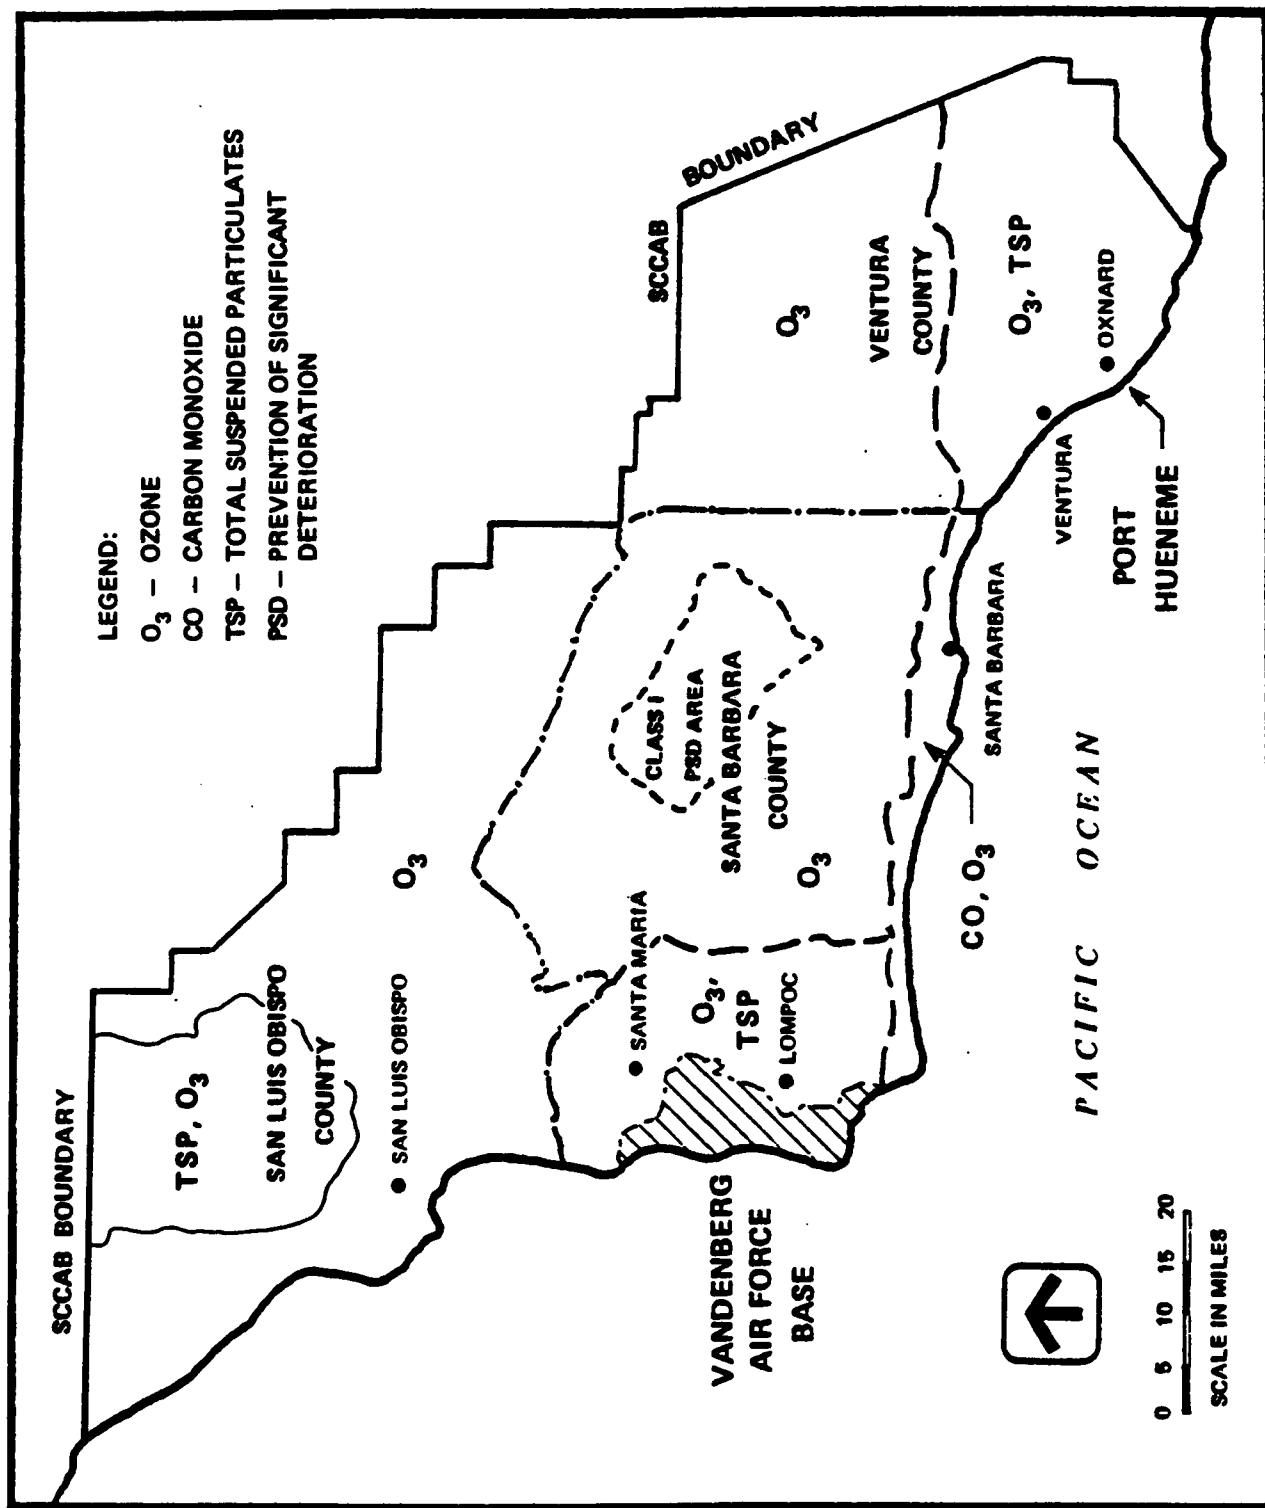 LEGEND:
O₃ – OZONE
CO – CARBON MONOXIDE
TSP – TOTAL SUSPENDED PARTICULATES
PSD – PREVENTION OF SIGNIFICANT
DETERIORATION
SCCAB BOUNDARY
TSP, O₃
SAN LUIS OBISPO
COUNTY
SAN LUIS OBISPO
O₃
SCCAB
BOUNDARY
SANTA MARIA
CLASS I
PSD AREA
SANTA BARBARA
COUNTY
O₃
O₃,
TSP
LOMPOC
VANDENBERG
AIR FORCE
BASE
O₃
VENTURA
COUNTY
O₃, TSP
OXNARD
VENTURA
PORT
HUENEME
SANTA BARBARA
CO, O₃
PACIFIC OCEAN
0 5 10 15 20
SCALE IN MILES